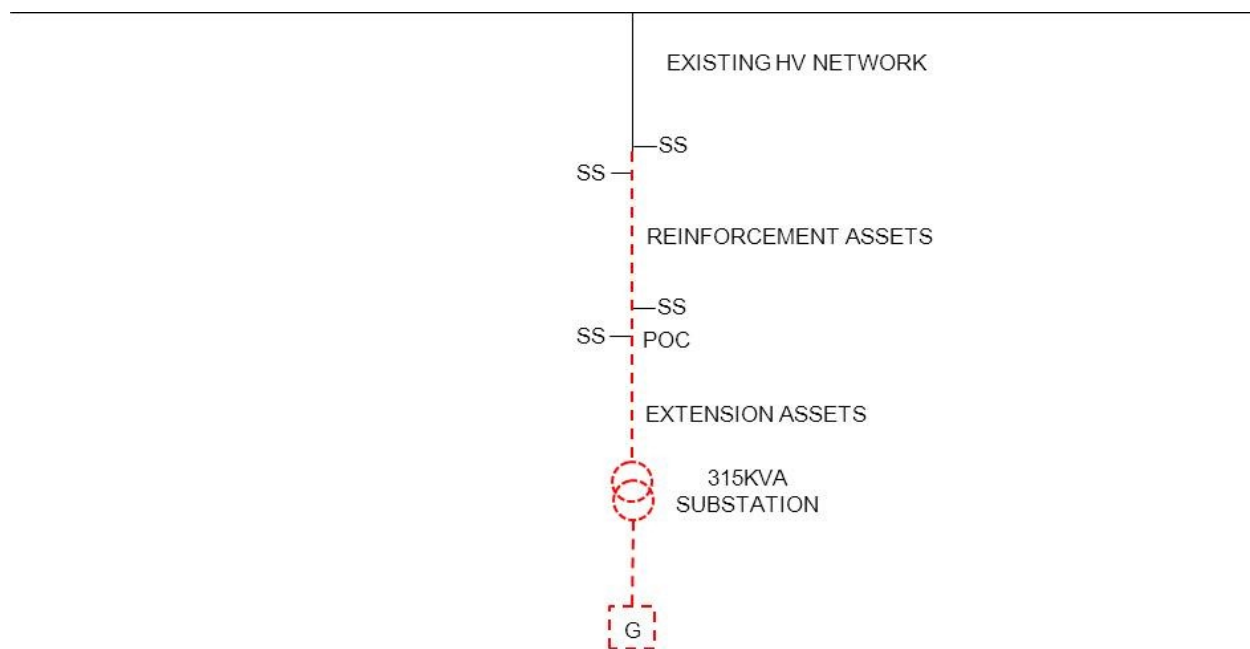 EXISTING HV NETWORK
SS
SS
REINFORCEMENT ASSETS
SS
SS
POC
EXTENSION ASSETS
315KVA
SUBSTATION
G